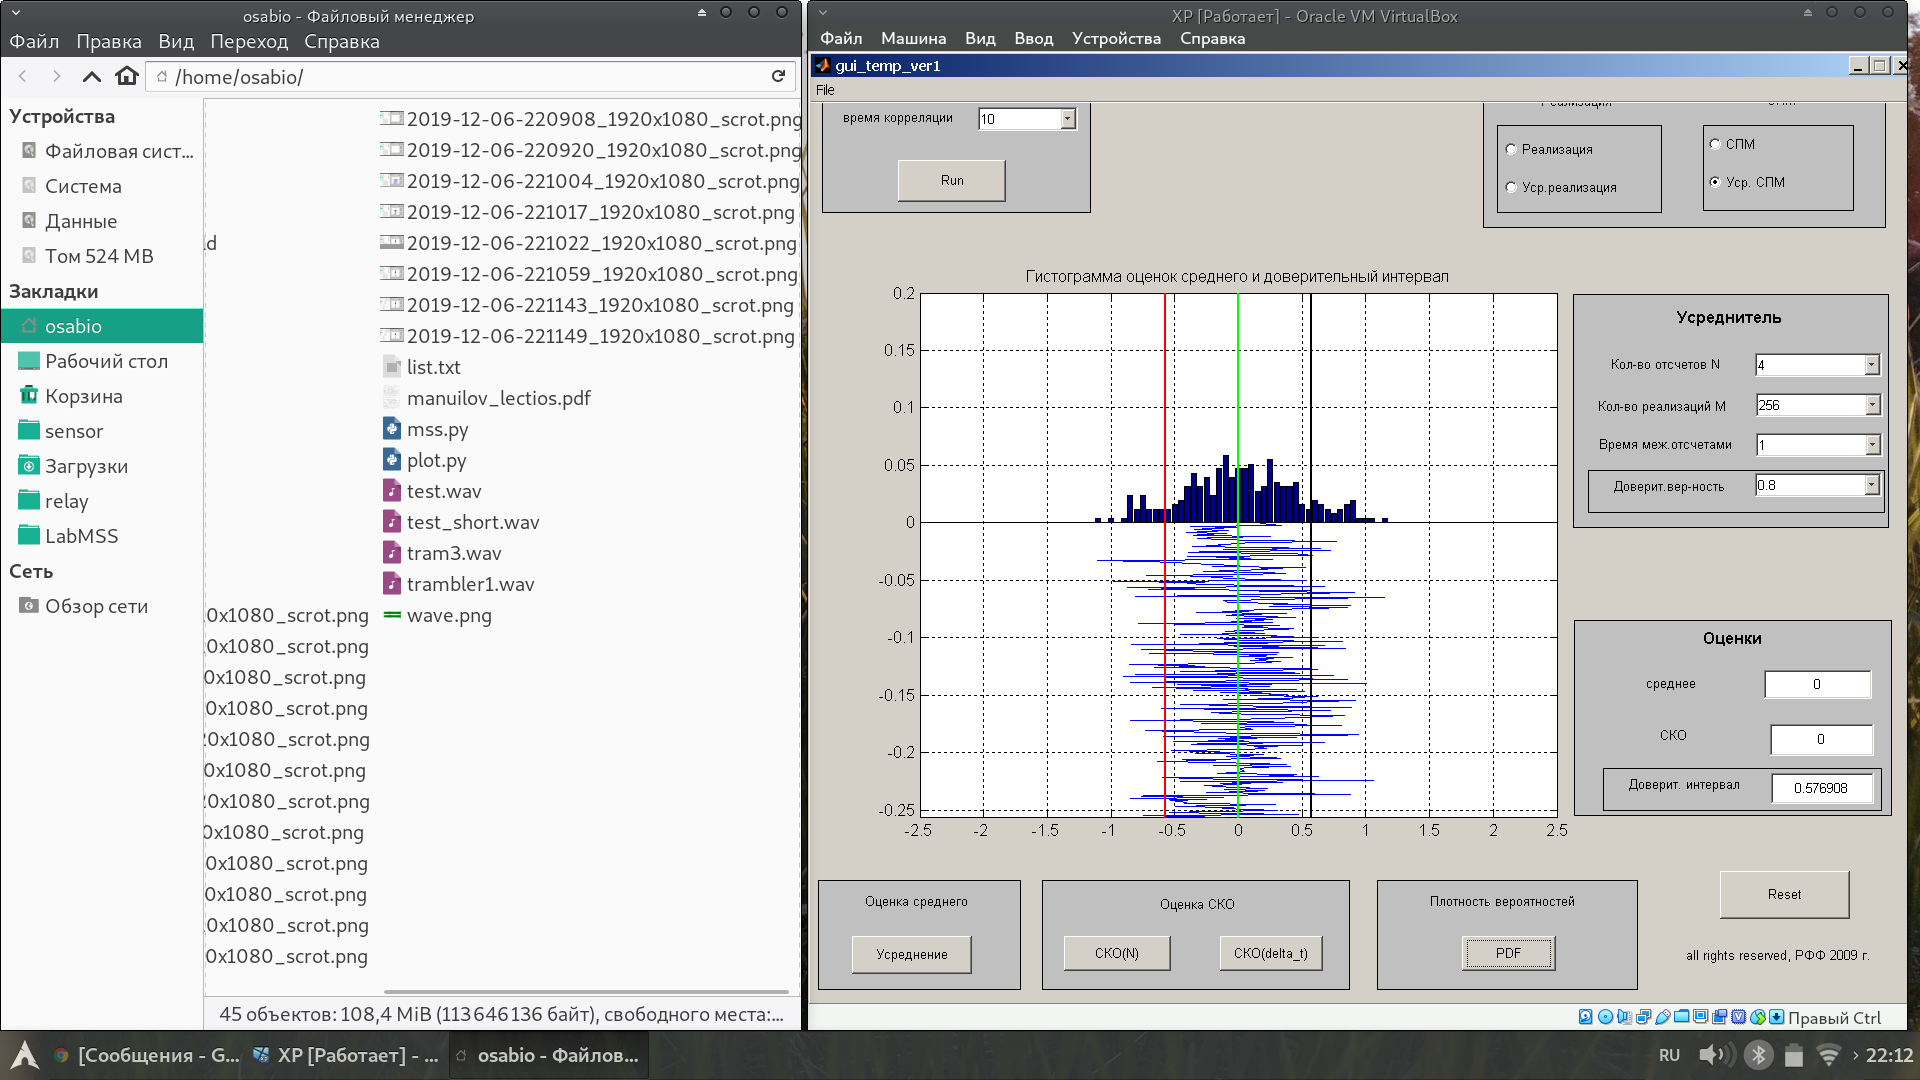 osabio - Файловый менеджер
Файл Правка Вид Переход Справка
/home/osabio/
Устройства
Файловая сист...
Система
Данные
Том 524 MB
Закладки
osabio
Рабочий стол
Корзина
sensor
Загрузки
relay
LabMSS
Сеть
Обзор сети
.d
0x1080_scrot.png
0x1080_scrot.png
0x1080_scrot.png
0x1080_scrot.png
20x1080_scrot.png
0x1080_scrot.png
20x1080_scrot.png
0x1080_scrot.png
0x1080_scrot.png
0x1080_scrot.png
0x1080_scrot.png
0x1080_scrot.png
2019-12-06-220908_1920x1080_scrot.png
2019-12-06-220920_1920x1080_scrot.png
2019-12-06-221004_1920x1080_scrot.png
2019-12-06-221017_1920x1080_scrot.png
2019-12-06-221022_1920x1080_scrot.png
2019-12-06-221059_1920x1080_scrot.png
2019-12-06-221143_1920x1080_scrot.png
2019-12-06-221149_1920x1080_scrot.png
list.txt
manuilov_lectios.pdf
mss.py
plot.py
test.wav
test_short.wav
tram3.wav
trambler1.wav
wave.png
45 объектов: 108,4 MiB (113 646 136 байт), свободного места:...
XP [Работает] - Oracle VM VirtualBox
Файл Машина Вид Ввод Устройства Справка
gui_temp_ver1
File
время корреляции 10
Run
Реализация
СПМ
Реализация
Уср.реализация
СПМ
Уср. СПМ
Гистограмма оценок среднего и доверительный интервал
0.2
0.15
0.1
0.05
0
-0.05
-0.1
-0.15
-0.2
-0.25
-2.5 -2 -1.5 -1 -0.5 0 0.5 1 1.5 2 2.5
Усреднитель
Кол-во отсчетов N 4
Кол-во реализаций M 256
Время меж.отсчетами 1
Доверит.вер-ность 0.8
Оценки
среднее 0
СКО 0
Доверит. интервал 0.576908
Оценка среднего
Усреднение
Оценка СКО
СКО(N) СКО(delta_t)
Плотность вероятностей
PDF
Reset
all rights reserved, РФФ 2009 г.
Правый Ctrl
[Сообщения - G... XP [Работает] - ... osabio - Файлов...
RU 22:12